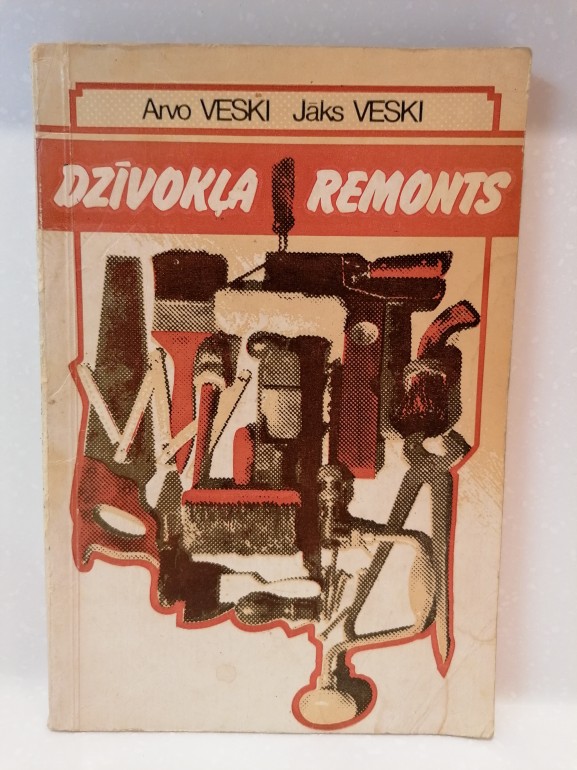 Arvo VESKI Jāks VESKI
DZĪVOKĻA REMONTS